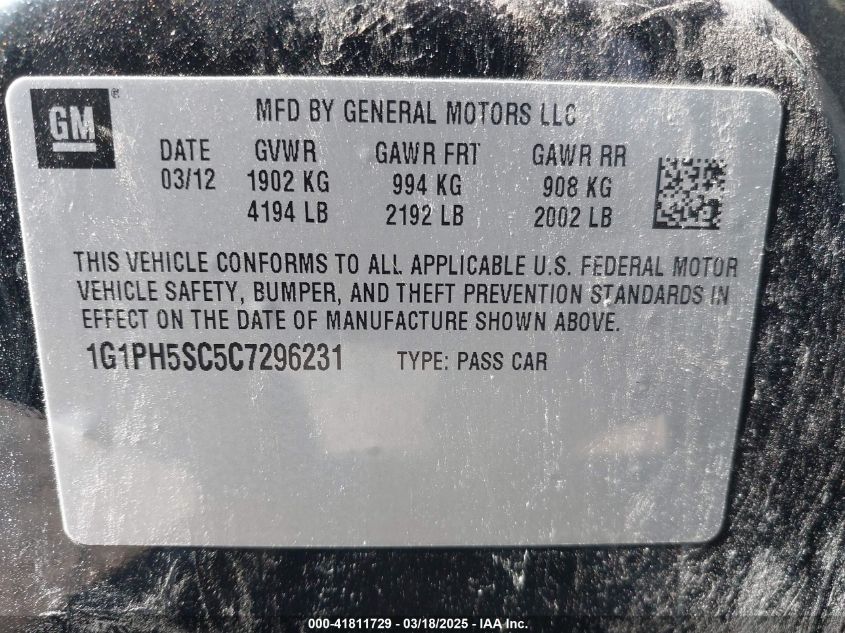 GM®
MFD BY GENERAL MOTORS LLC
DATE GVWR GAWR FRT GAWR RR
03/12 1902 KG 994 KG 908 KG
4194 LB 2192 LB 2002 LB
THIS VEHICLE CONFORMS TO ALL APPLICABLE U.S. FEDERAL MOTOR
VEHICLE SAFETY, BUMPER, AND THEFT PREVENTION STANDARDS IN
EFFECT ON THE DATE OF MANUFACTURE SHOWN ABOVE.
1G1PH5SC5C7296231 TYPE: PASS CAR
000-41811729 - 03/18/2025 - IAA Inc.